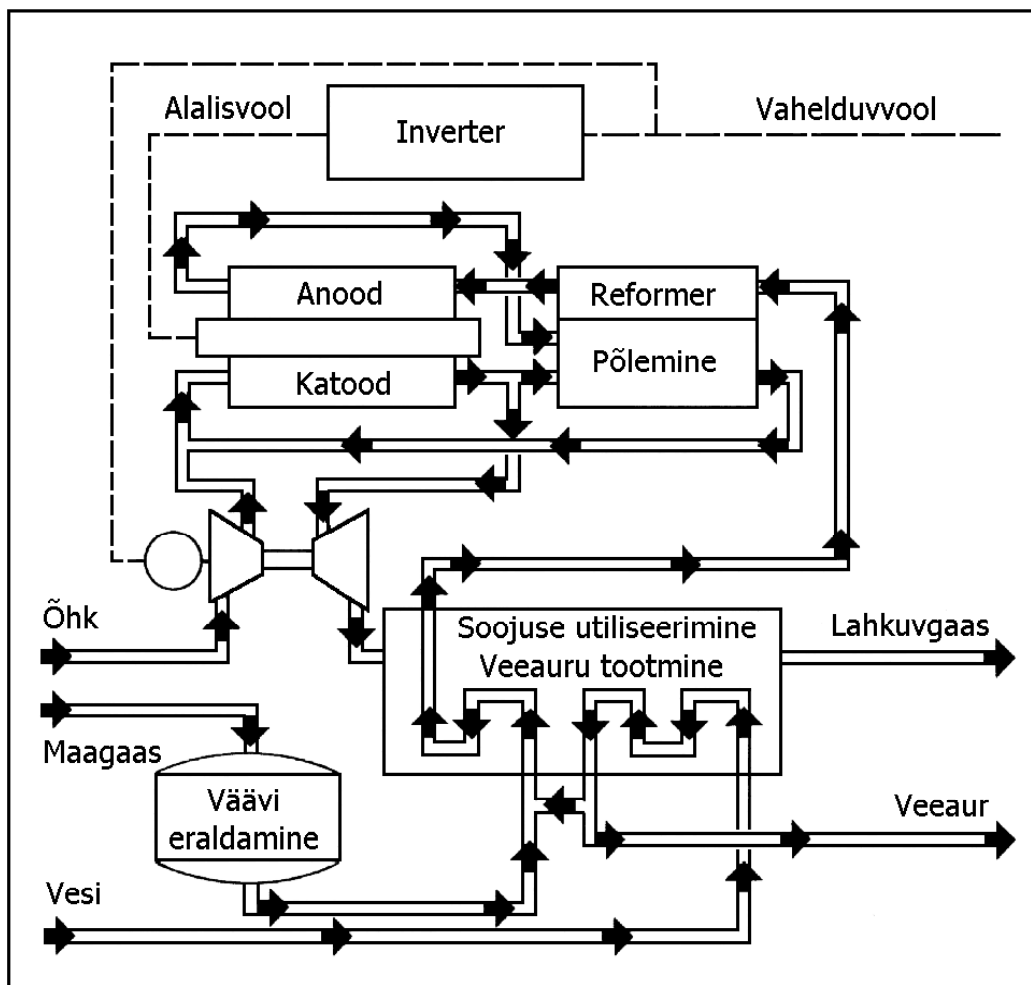 Alalisvool
Inverter
Vahelduvvool
Anood
Reformer
Katood
Põlemine
Õhk
Soojuse utiliseerimine
Veeauru tootmine
Lahkuvgaas
Maagaas
Väävi
eraldamine
Veeaur
Vesi